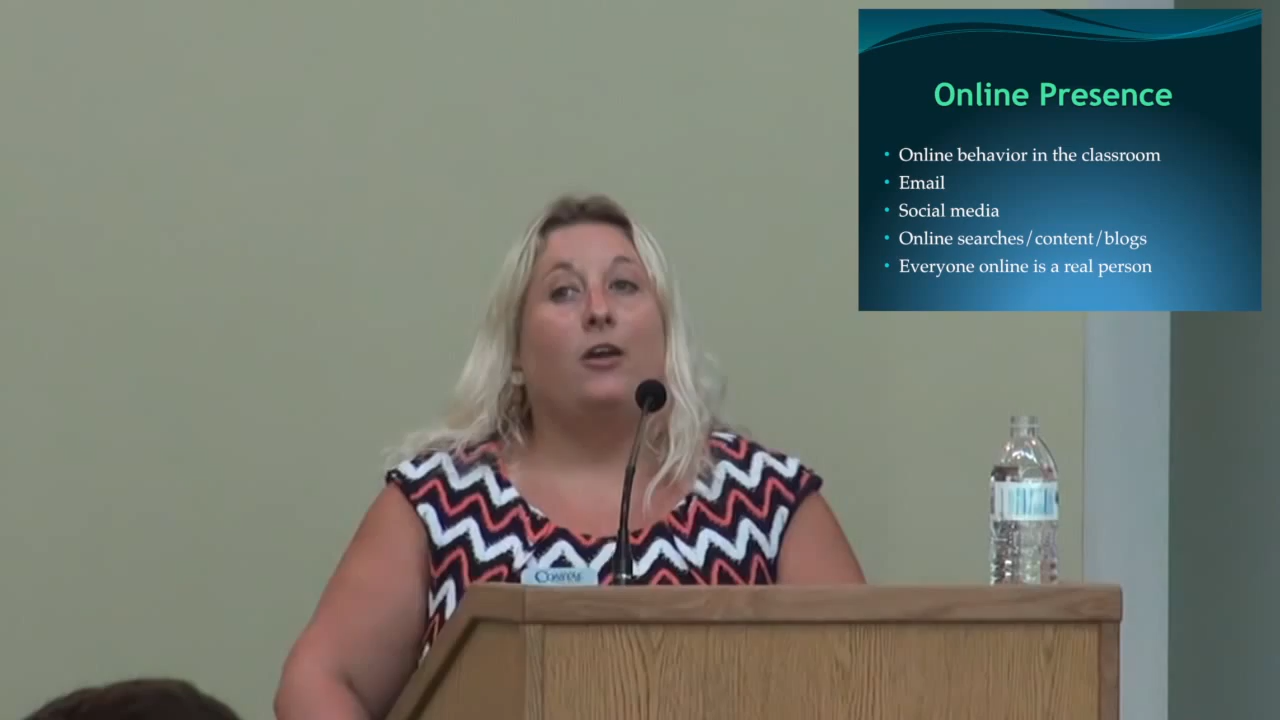 Online Presence
• Online behavior in the classroom
• Email
• Social media
• Online searches/content/blogs
• Everyone online is a real person